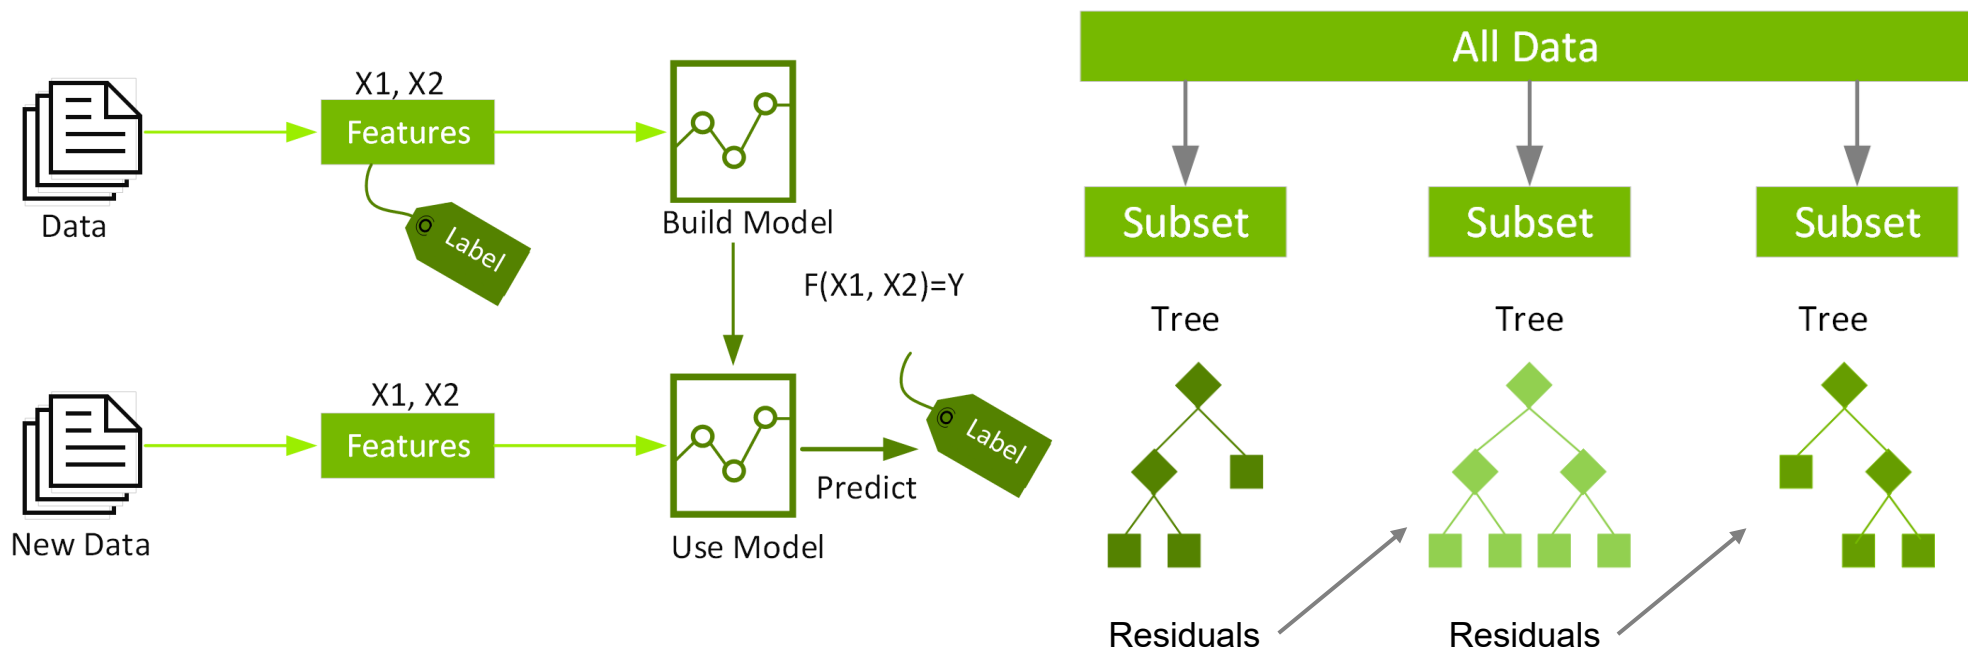 X1, X2
Features
Label
Data
Build Model
F(X1, X2)=Y
X1, X2
Features
Label
Predict
New Data
Use Model
All Data
Subset
Subset
Subset
Tree
Tree
Tree
Residuals
Residuals